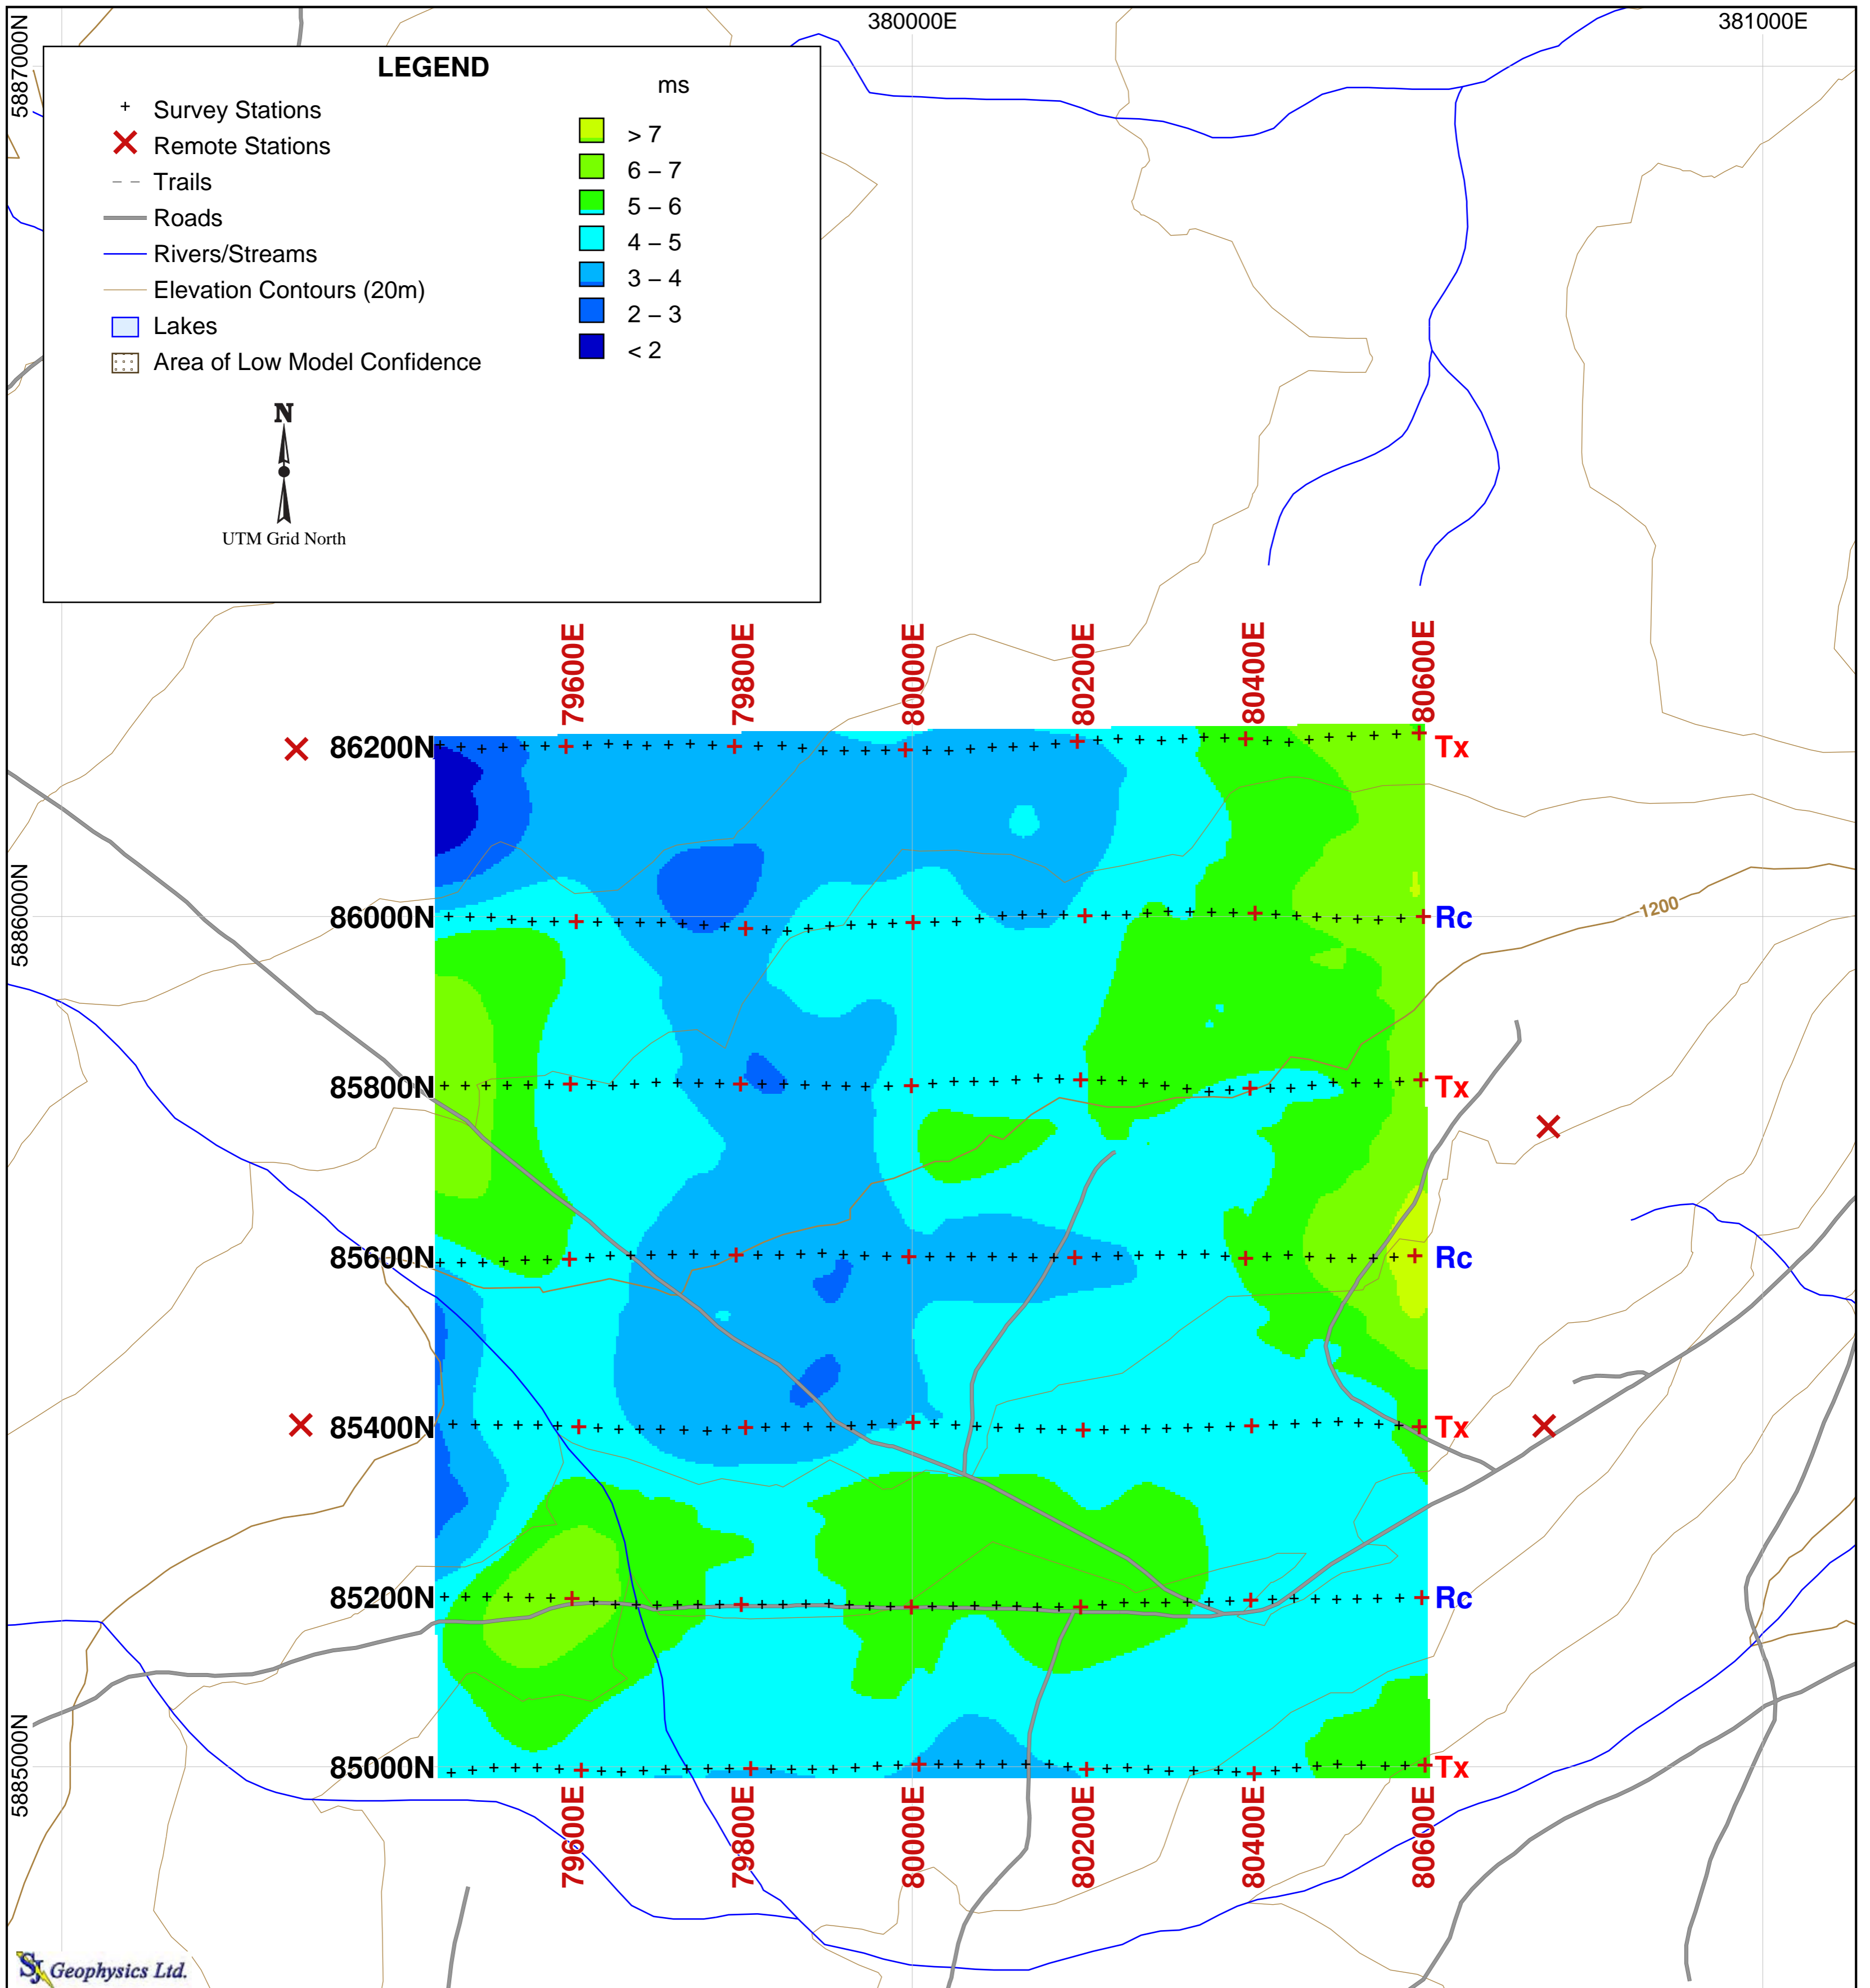 380000E
381000E
5887000N
LEGEND
ms
Survey Stations
Remote Stations
Trails
Roads
Rivers/Streams
Elevation Contours (20m)
Lakes
Area of Low Model Confidence
> 7
6 – 7
5 – 6
4 – 5
3 – 4
2 – 3
< 2
N
UTM Grid North
79600E
79800E
80000E
80200E
80400E
80600E
86200N
Tx
5886000N
86000N
Rc
1200
85800N
Tx
85600N
Rc
85400N
Tx
85200N
Rc
5885000N
85000N
Tx
79600E
79800E
80000E
80200E
80400E
80600E
SJ Geophysics Ltd.